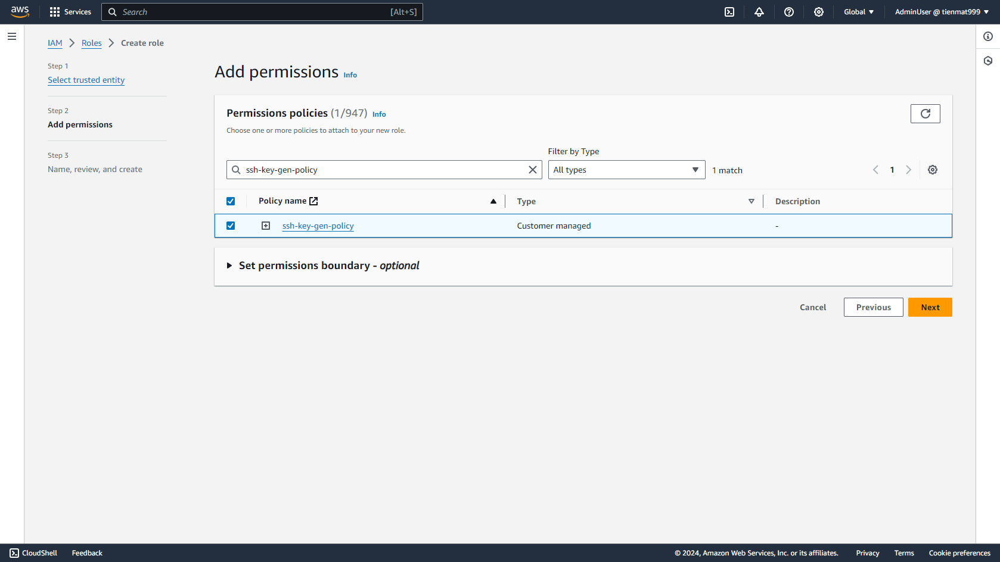 aws
Services
Search
[Alt+S]
Global
AdminUser @ tienmat999
IAM
Roles
Create role
Step 1
Select trusted entity
Step 2
Add permissions
Step 3
Name, review, and create
Add permissions Info
Permissions policies (1/947) Info
Choose one or more policies to attach to your new role.
Filter by Type
ssh-key-gen-policy
All types
1 match
1
Policy name
Type
Description
ssh-key-gen-policy
Customer managed
-
Set permissions boundary - optional
Cancel
Previous
Next
CloudShell
Feedback
© 2024, Amazon Web Services, Inc. or its affiliates.
Privacy
Terms
Cookie preferences